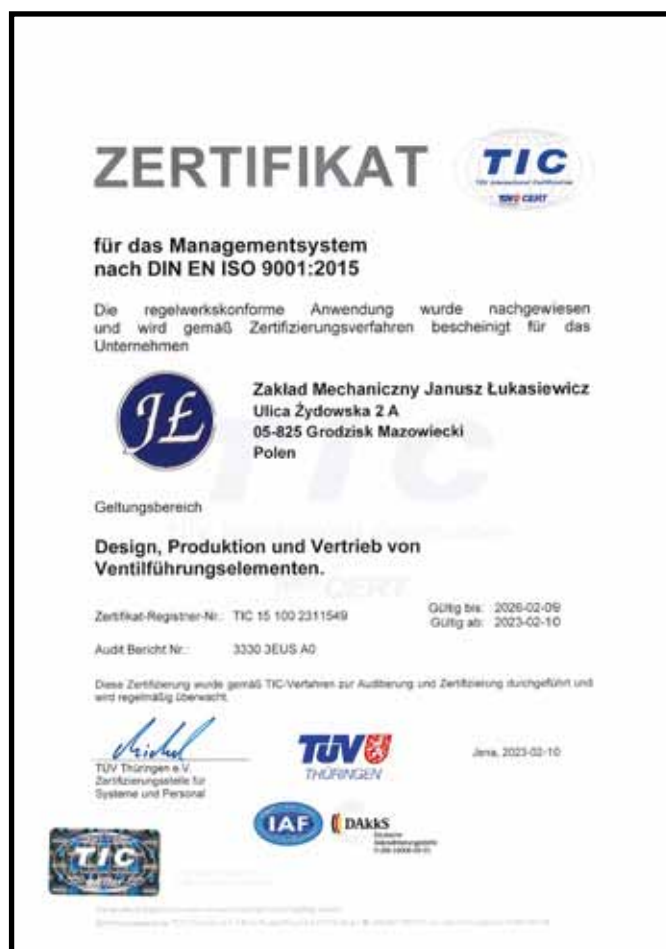 ZERTIFIKAT
TIC
TÜV CERT
für das Managementsystem
nach DIN EN ISO 9001:2015
Die regelwerkskonforme Anwendung wurde nachgewiesen
und wird gemäß Zertifizierungsverfahren bescheinigt für das
Unternehmen
JŁ
Zakład Mechaniczny Janusz Łukasiewicz
Ulica Żydowska 2 A
05-825 Grodzisk Mazowiecki
Polen
Geltungsbereich
Design, Produktion und Vertrieb von
Ventilführungselementen.
Zertifikat-Registrier-Nr.: TIC 15 100 2311549
Gültig bis: 2026-02-09
Gültig ab: 2023-02-10
Audit Bericht Nr.: 3330 3EUS A0
Diese Zertifizierung wurde gemäß TIC-Verfahren zur Auditierung und Zertifizierung durchgeführt und
wird regelmäßig überwacht.
TÜV Thüringen e.V.
Zertifizierungsstelle für
Systeme und Personal
TÜV
THÜRINGEN
Jena, 2023-02-10
IAF
DAkkS
Deutsche
Akkreditierungsstelle
TIC